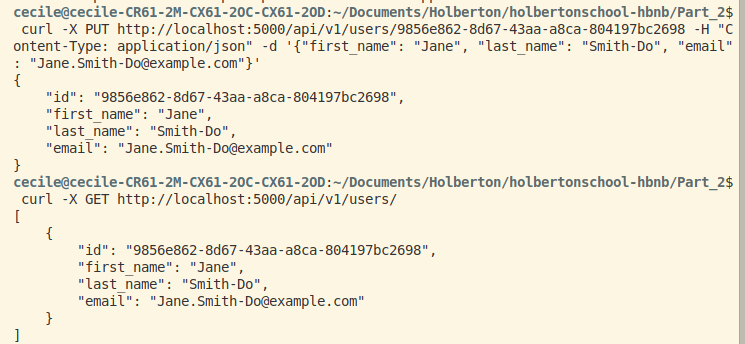 cecile@cecile-CR61-2M-CX61-2OC-CX61-2OD:~/Documents/Holberton/holbertonschool-hbnb/Part_2$
 curl -X PUT http://localhost:5000/api/v1/users/9856e862-8d67-43aa-a8ca-804197bc2698 -H "C
ontent-Type: application/json" -d '{"first_name": "Jane", "last_name": "Smith-Do", "email"
: "Jane.Smith-Do@example.com"}'
{
    "id": "9856e862-8d67-43aa-a8ca-804197bc2698",
    "first_name": "Jane",
    "last_name": "Smith-Do",
    "email": "Jane.Smith-Do@example.com"
}
cecile@cecile-CR61-2M-CX61-2OC-CX61-2OD:~/Documents/Holberton/holbertonschool-hbnb/Part_2$
 curl -X GET http://localhost:5000/api/v1/users/
[
    {
        "id": "9856e862-8d67-43aa-a8ca-804197bc2698",
        "first_name": "Jane",
        "last_name": "Smith-Do",
        "email": "Jane.Smith-Do@example.com"
    }
]